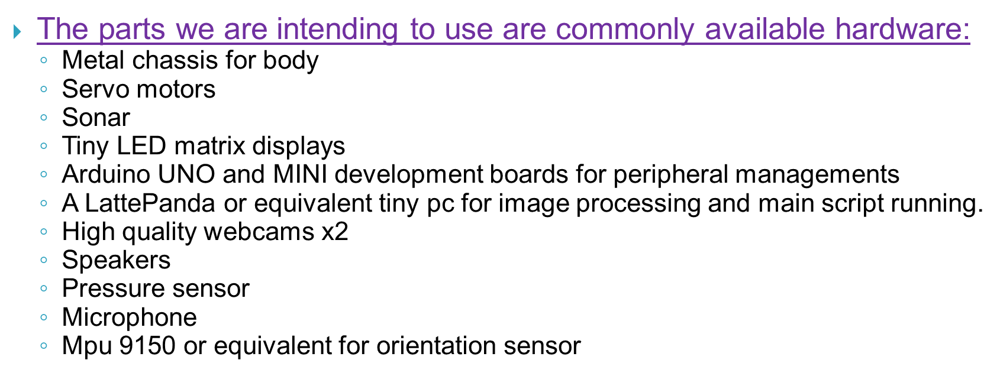 The parts we are intending to use are commonly available hardware:
Metal chassis for body
Servo motors
Sonar
Tiny LED matrix displays
Arduino UNO and MINI development boards for peripheral managements
A LattePanda or equivalent tiny pc for image processing and main script running.
High quality webcams x2
Speakers
Pressure sensor
Microphone
Mpu 9150 or equivalent for orientation sensor